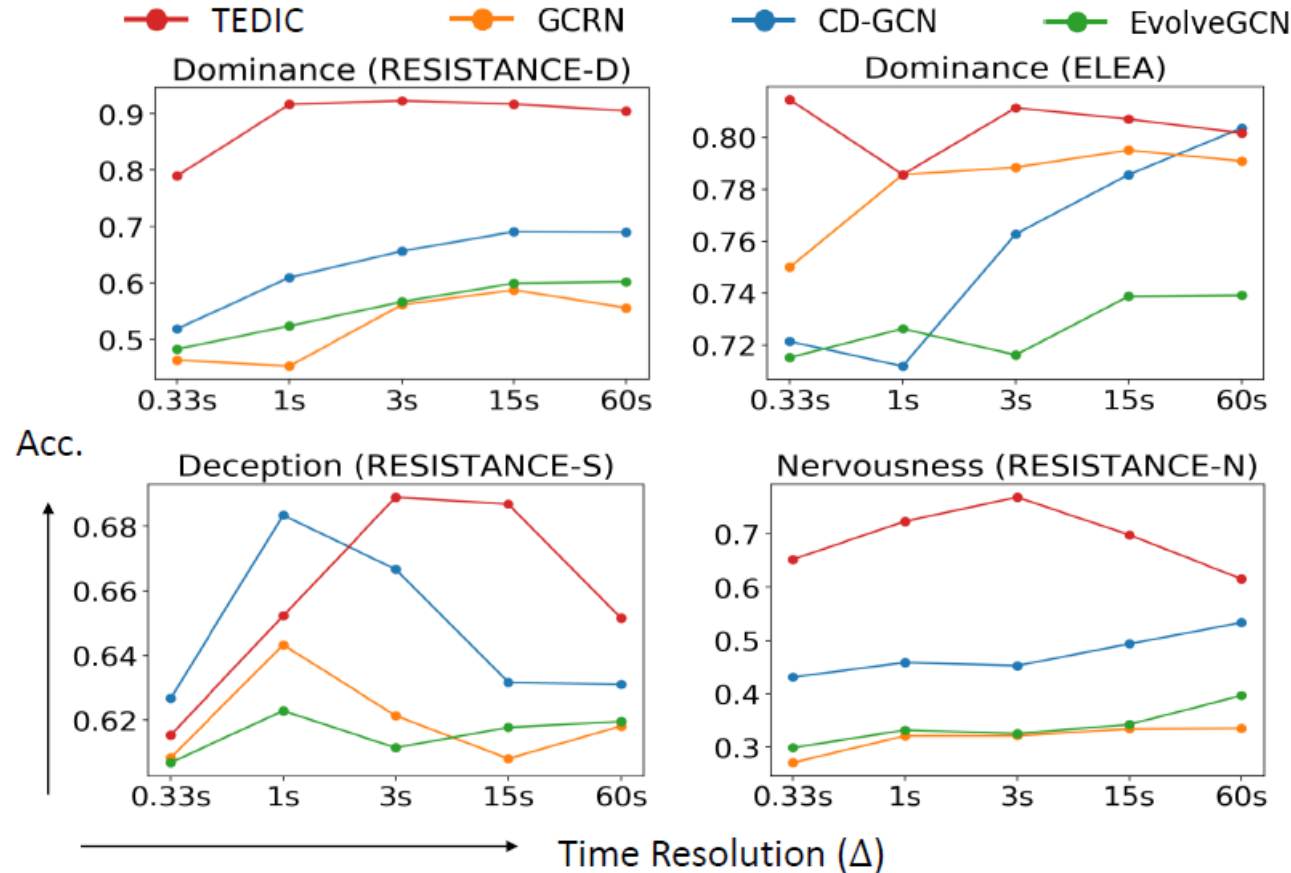 TEDIC GCRN CD-GCN EvolveGCN
Dominance (RESISTANCE-D)
0.9
0.8
0.7
0.6
0.5
0.33s 1s 3s 15s 60s
Dominance (ELEA)
0.80
0.78
0.76
0.74
0.72
0.33s 1s 3s 15s 60s
Acc.
Deception (RESISTANCE-S)
0.68
0.66
0.64
0.62
0.33s 1s 3s 15s 60s
Nervousness (RESISTANCE-N)
0.7
0.6
0.5
0.4
0.3
0.33s 1s 3s 15s 60s
Time Resolution (Δ)